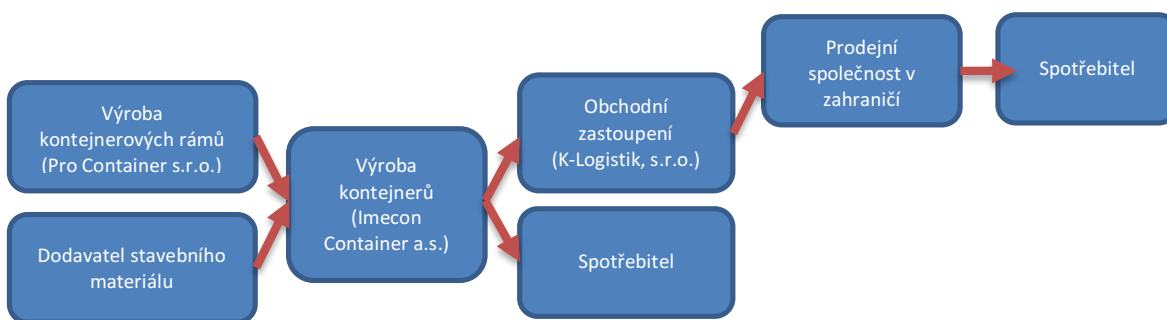 Výroba
kontejnerových rámů
(Pro Container s.r.o.)
Dodavatel stavebního
materiálu
Výroba
kontejnerů
(Imecon
Container a.s.)
Obchodní
zastoupení
(K-Logistik, s.r.o.)
Spotřebitel
Prodejní
společnost v
zahraničí
Spotřebitel